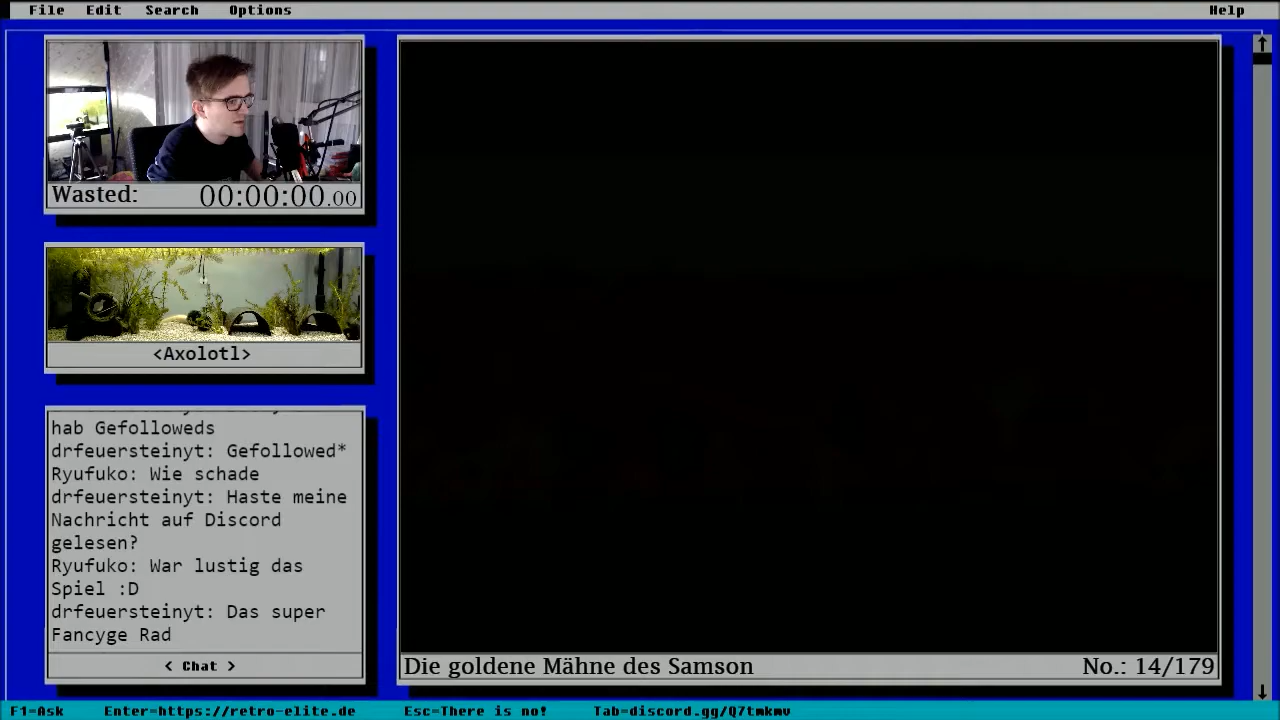 File Edit Search Options Help
Wasted: 00:00:00.00
<Axolotl>
hab Gefolloweds
drfeuersteinyt: Gefollowed*
Ryufuko: Wie schade
drfeuersteinyt: Haste meine
Nachricht auf Discord
gelesen?
Ryufuko: War lustig das
Spiel :D
drfeuersteinyt: Das super
Fancyge Rad
< Chat >
Die goldene Mähne des Samson No.: 14/179
F1=Ask Enter=https://retro-elite.de Esc=There is no! Tab=discord.gg/Q7tmkmv